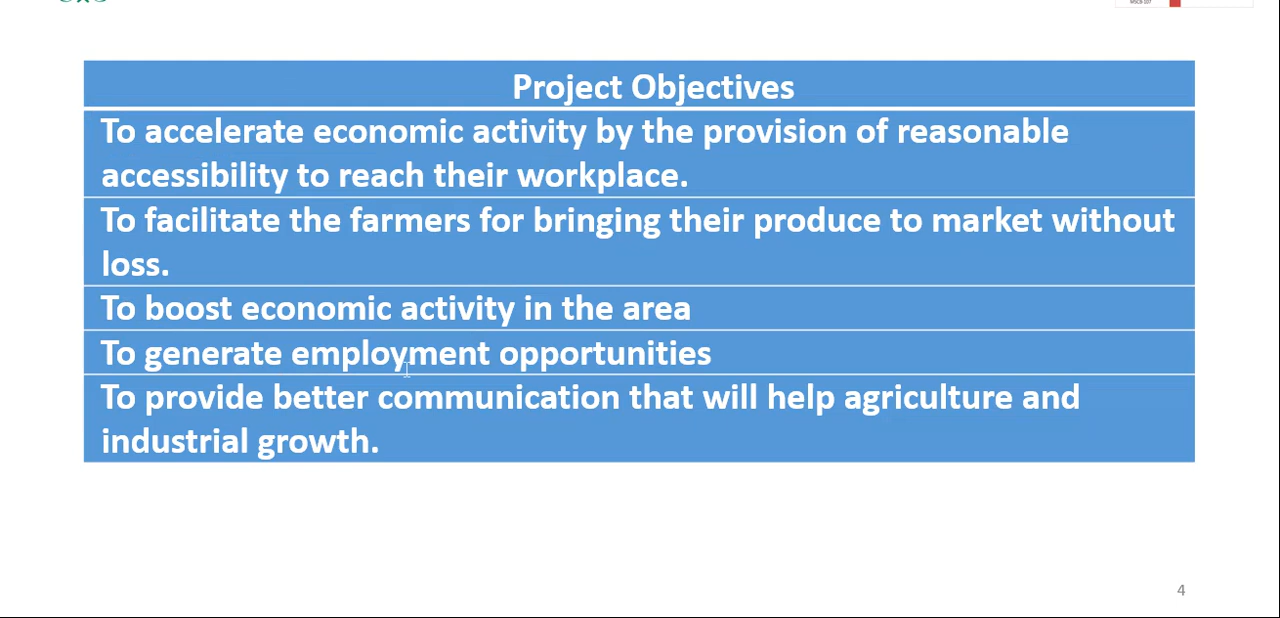 Project Objectives
To accelerate economic activity by the provision of reasonable
accessibility to reach their workplace.
To facilitate the farmers for bringing their produce to market without
loss.
To boost economic activity in the area
To generate employment opportunities
To provide better communication that will help agriculture and
industrial growth.
4